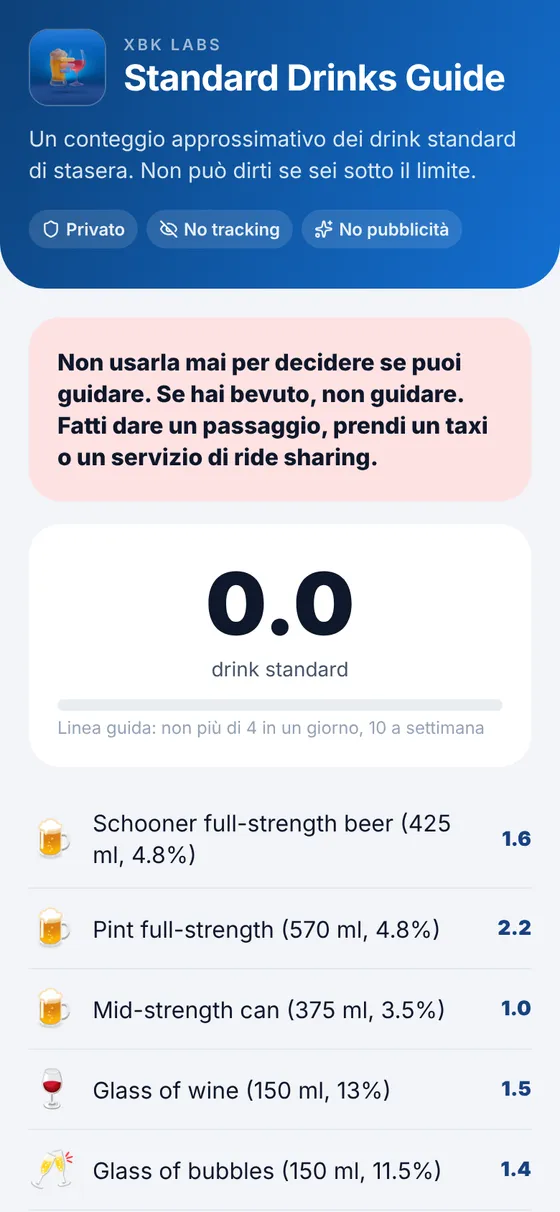 XBK LABS
Standard Drinks Guide
Un conteggio approssimativo dei drink standard
di stasera. Non può dirti se sei sotto il limite.
Privato
No tracking
No pubblicità
Non usarla mai per decidere se puoi
guidare. Se hai bevuto, non guidare.
Fatti dare un passaggio, prendi un taxi
o un servizio di ride sharing.
0.0
drink standard
Linea guida: non più di 4 in un giorno, 10 a settimana
Schooner full-strength beer (425
ml, 4.8%)
1.6
Pint full-strength (570 ml, 4.8%)
2.2
Mid-strength can (375 ml, 3.5%)
1.0
Glass of wine (150 ml, 13%)
1.5
Glass of bubbles (150 ml, 11.5%)
1.4